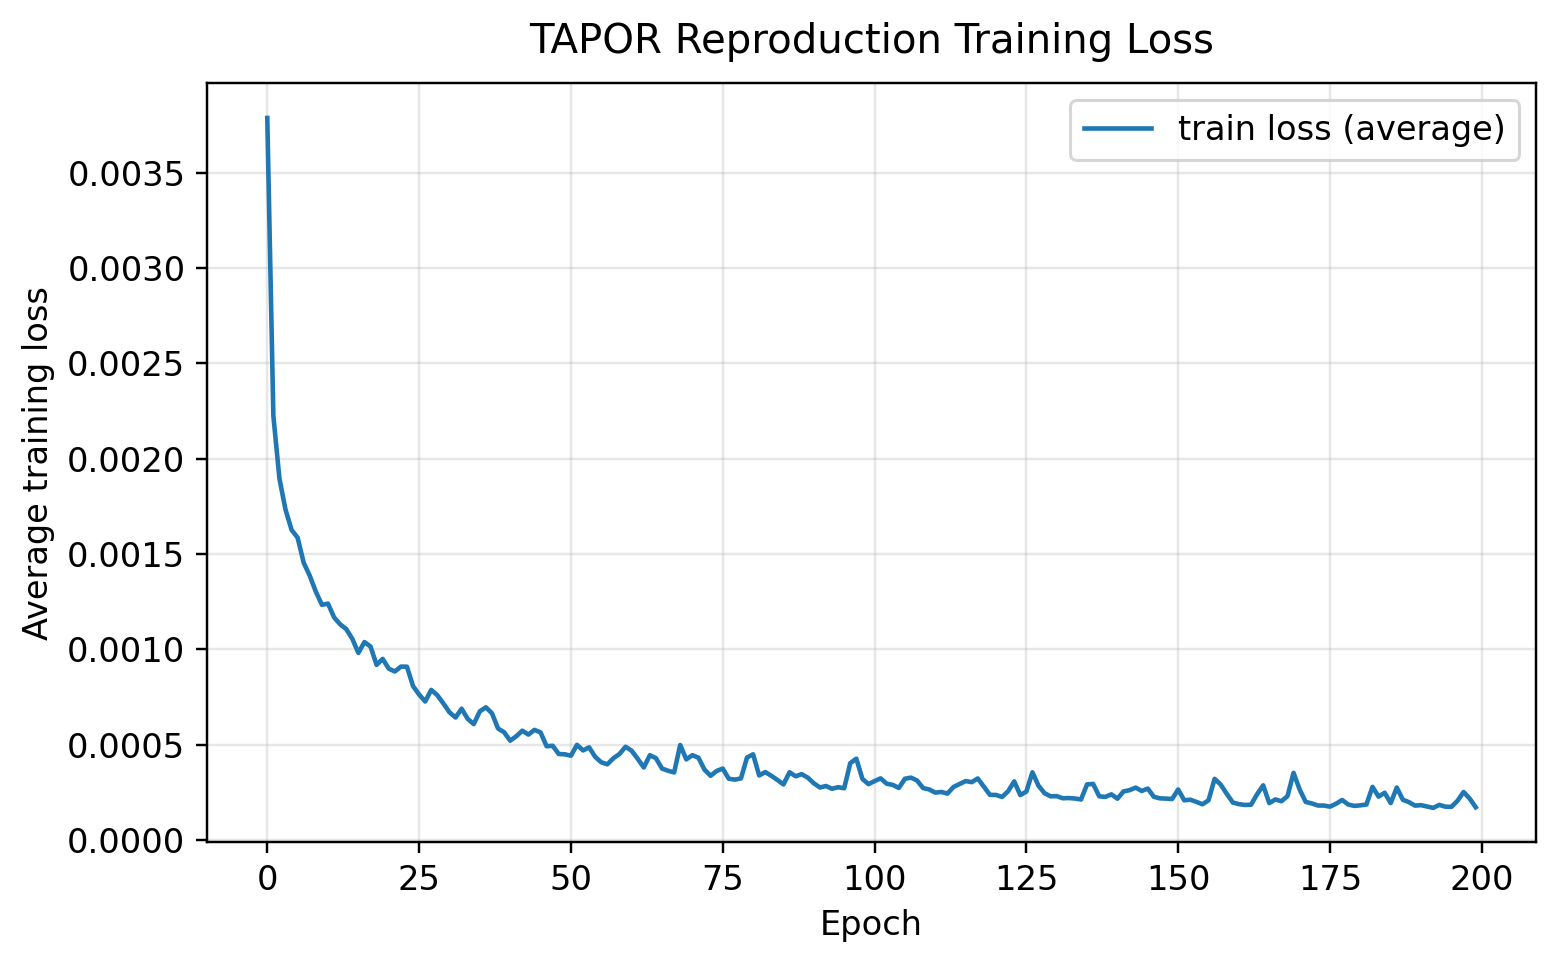 TAPOR Reproduction Training Loss
train loss (average)
Average training loss
0.0035
0.0030
0.0025
0.0020
0.0015
0.0010
0.0005
0.0000
0 25 50 75 100 125 150 175 200
Epoch